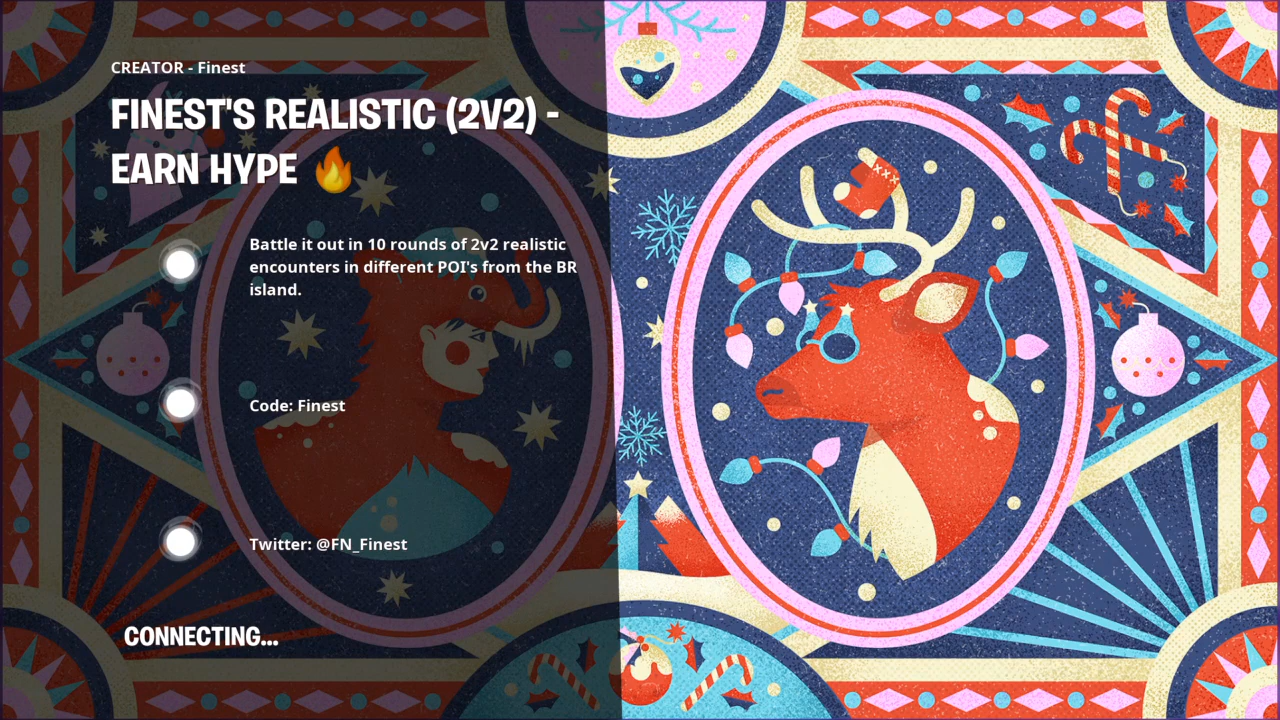 CREATOR - Finest
FINEST'S REALISTIC (2V2) -
EARN HYPE 🔥
Battle it out in 10 rounds of 2v2 realistic
encounters in different POI's from the BR
island.
Code: Finest
Twitter: @FN_Finest
CONNECTING...